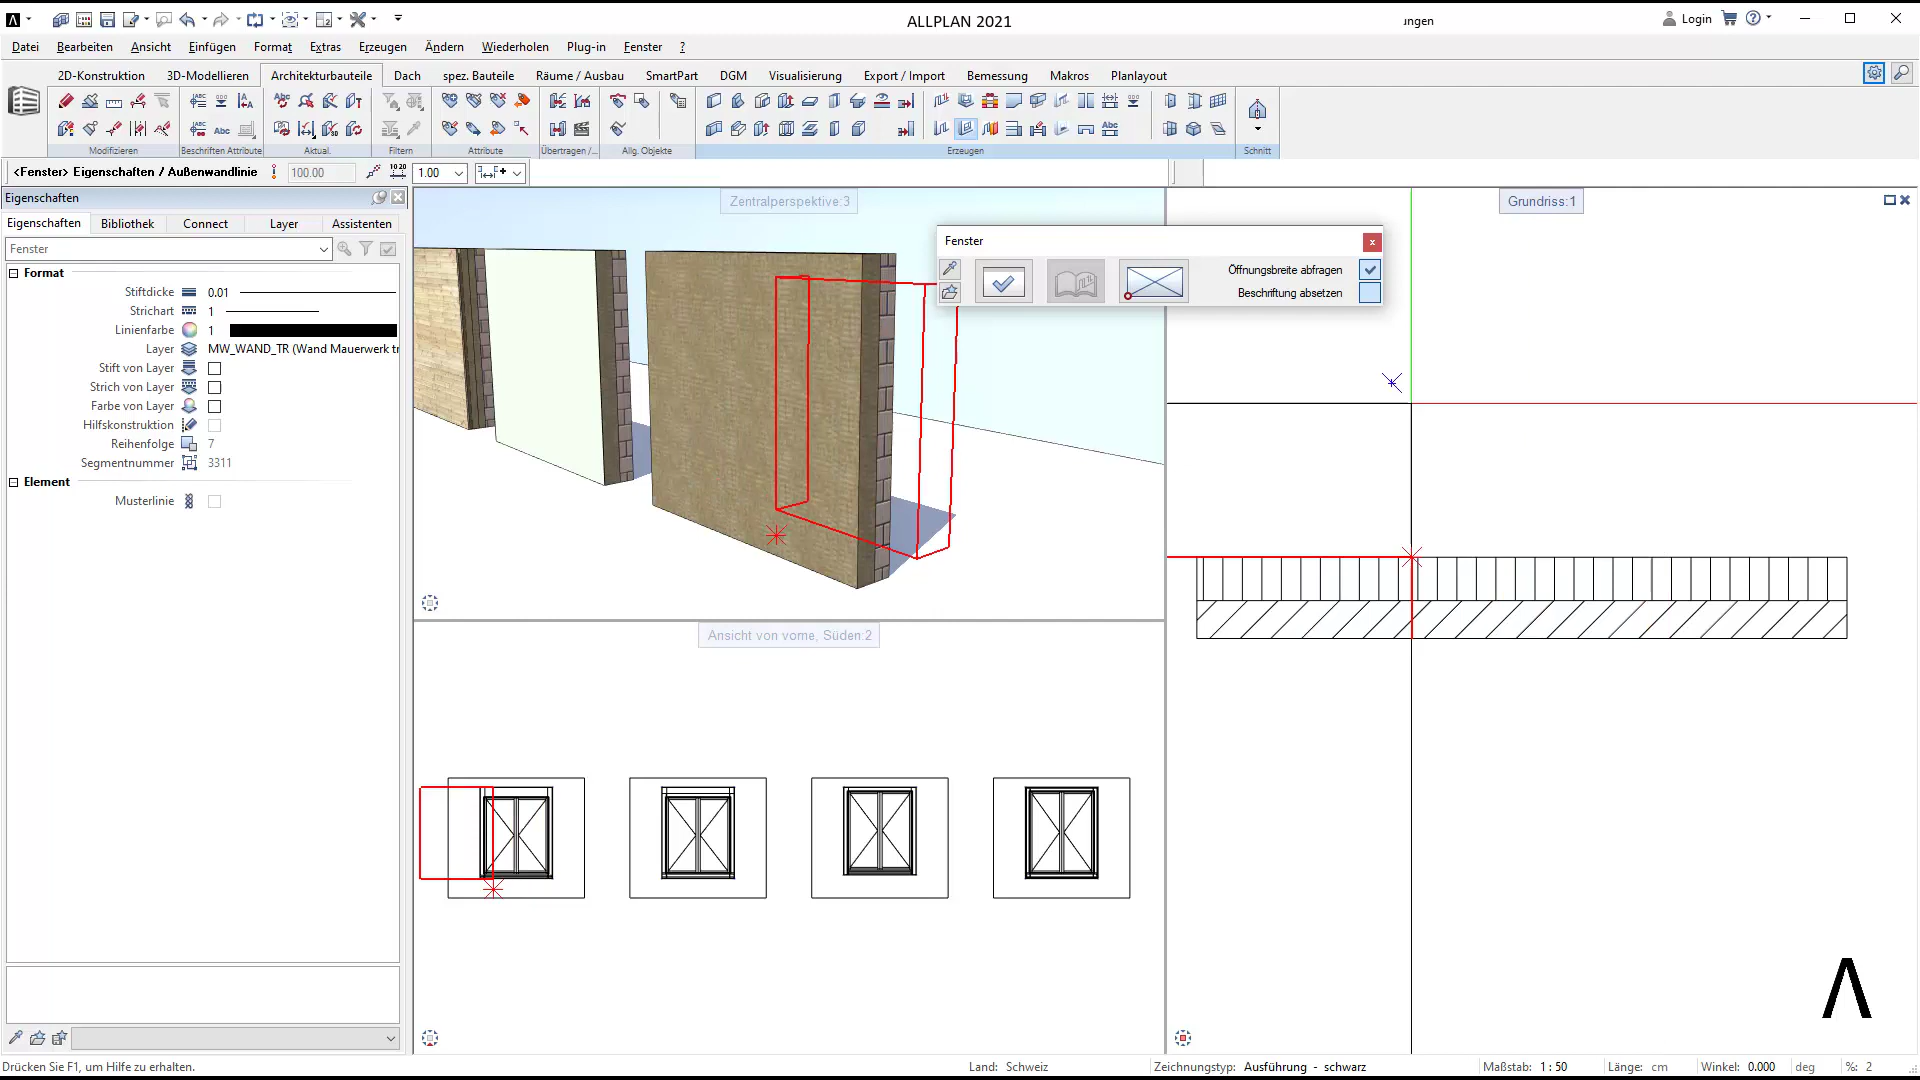 ALLPLAN 2021
ungen
Login
Datei Bearbeiten Ansicht Einfügen Format Extras Erzeugen Ändern Wiederholen Plug-in Fenster ?
2D-Konstruktion 3D-Modellieren Architekturbauteile Dach spez. Bauteile Räume / Ausbau SmartPart DGM Visualisierung Export / Import Bemessung Makros Planlayout
Modifizieren Beschriften Attribute Aktual. Filtern Attribute Übertragen /... Allg. Objekte Erzeugen Schnitt
<Fenster> Eigenschaften / Außenwandlinie 100.00 1.00
Eigenschaften
Eigenschaften Bibliothek Connect Layer Assistenten
Fenster
Format
Stiftdicke 0.01
Strichart 1
Linienfarbe 1
Layer MW_WAND_TR (Wand Mauerwerk tr
Stift von Layer
Strich von Layer
Farbe von Layer
Hilfskonstruktion
Reihenfolge 7
Segmentnummer 3311
Element
Musterlinie
Zentralperspektive:3
Grundriss:1
Fenster
Öffnungsbreite abfragen
Beschriftung absetzen
Ansicht von vorne, Süden:2
Drücken Sie F1, um Hilfe zu erhalten. Land: Schweiz Zeichnungstyp: Ausführung - schwarz Maßstab: 1 : 50 Länge: cm Winkel: 0.000 deg %: 2